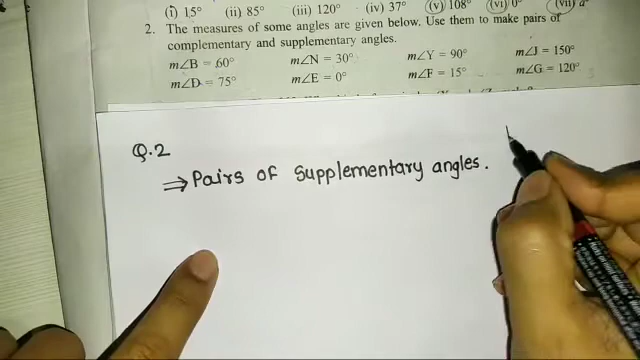 (i) 15° (ii) 85° (iii) 120° (iv) 37° (v) 108° (vi) 0° (vii) a°
2. The measures of some angles are given below. Use them to make pairs of
complementary and supplementary angles.
m∠B = 60° m∠N = 30° m∠Y = 90° m∠J = 150°
m∠D = 75° m∠E = 0° m∠F = 15° m∠G = 120°
Q.2
⇒ Pairs of supplementary angles.